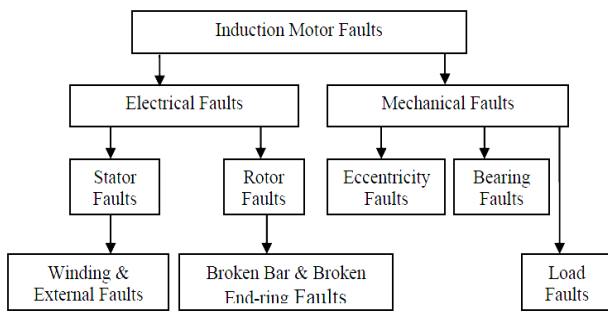 Induction Motor Faults
Electrical Faults
Mechanical Faults
Stator
Faults
Rotor
Faults
Eccentricity
Faults
Bearing
Faults
Winding &
External Faults
Broken Bar & Broken
End-ring Faults
Load
Faults